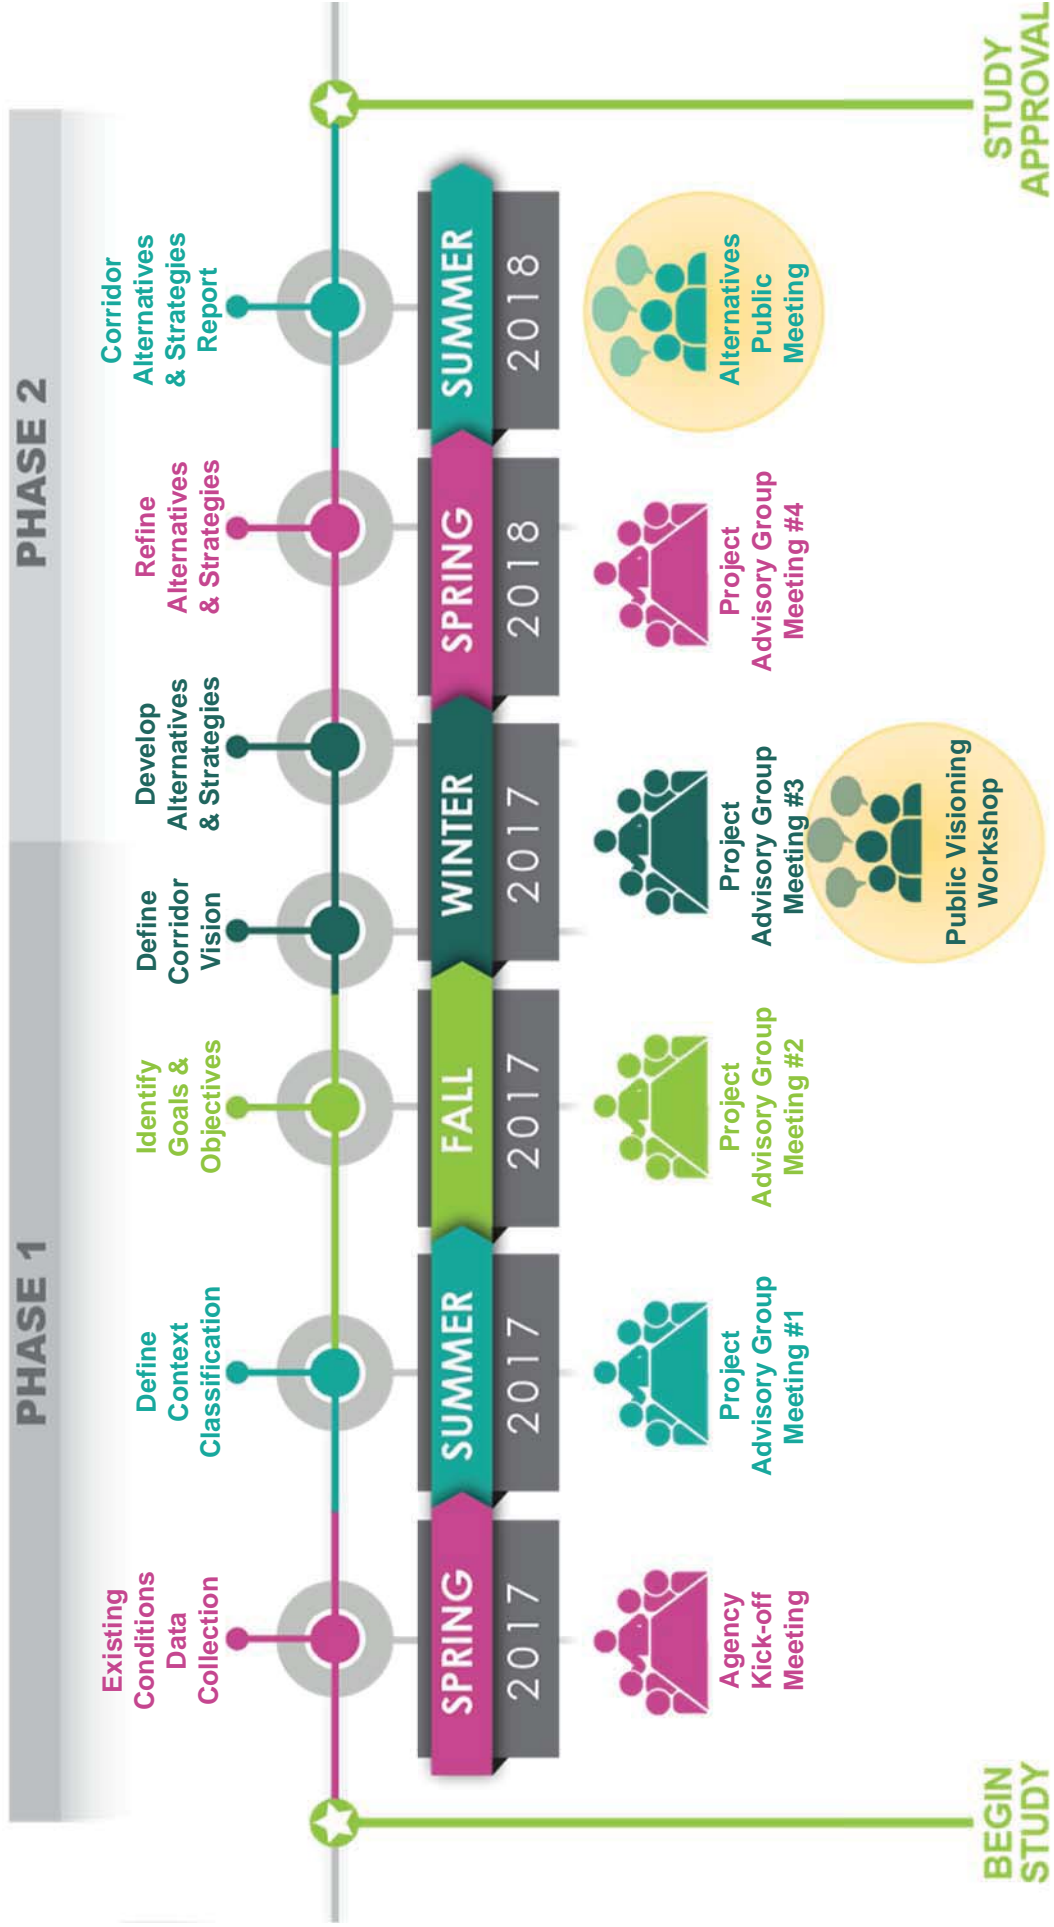 PHASE 1
PHASE 2
Existing
Conditions
Data
Collection
Define
Context
Classification
Identify
Goals &
Objectives
Define
Corridor
Vision
Develop
Alternatives
& Strategies
Refine
Alternatives
& Strategies
Corridor
Alternatives
& Strategies
Report
SPRING
2017
SUMMER
2017
FALL
2017
WINTER
2017
SPRING
2018
SUMMER
2018
Agency
Kick-off
Meeting
Project
Advisory Group
Meeting #1
Project
Advisory Group
Meeting #2
Project
Advisory Group
Meeting #3
Public Visioning
Workshop
Project
Advisory Group
Meeting #4
Alternatives
Public
Meeting
BEGIN
STUDY
STUDY
APPROVAL